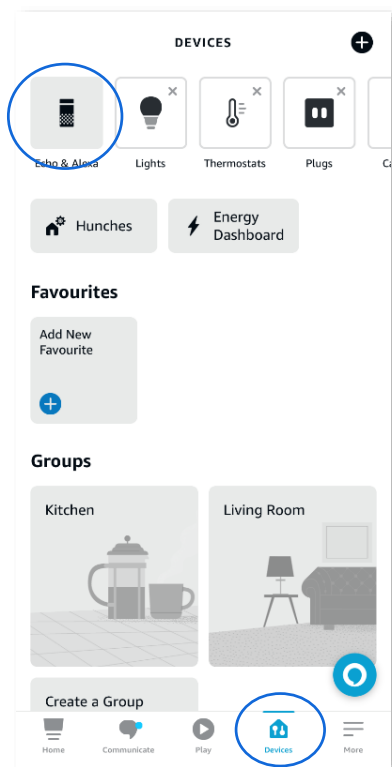 DEVICES
Echo & Alexa
Lights
Thermostats
Plugs
Ca
Hunches
Energy
Dashboard
Favourites
Add New
Favourite
Groups
Kitchen
Living Room
Create a Group
Home
Communicate
Play
Devices
More